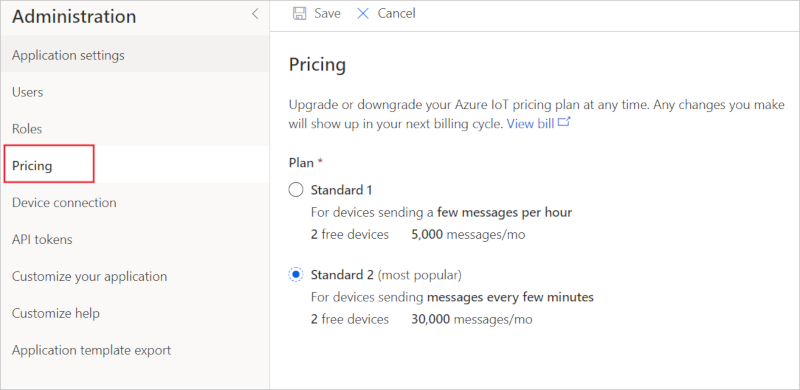 Administration
Application settings
Users
Roles
Pricing
Device connection
API tokens
Customize your application
Customize help
Application template export
Save Cancel
Pricing
Upgrade or downgrade your Azure IoT pricing plan at any time. Any changes you make
will show up in your next billing cycle. View bill
Plan *
Standard 1
For devices sending a few messages per hour
2 free devices 5,000 messages/mo
Standard 2 (most popular)
For devices sending messages every few minutes
2 free devices 30,000 messages/mo